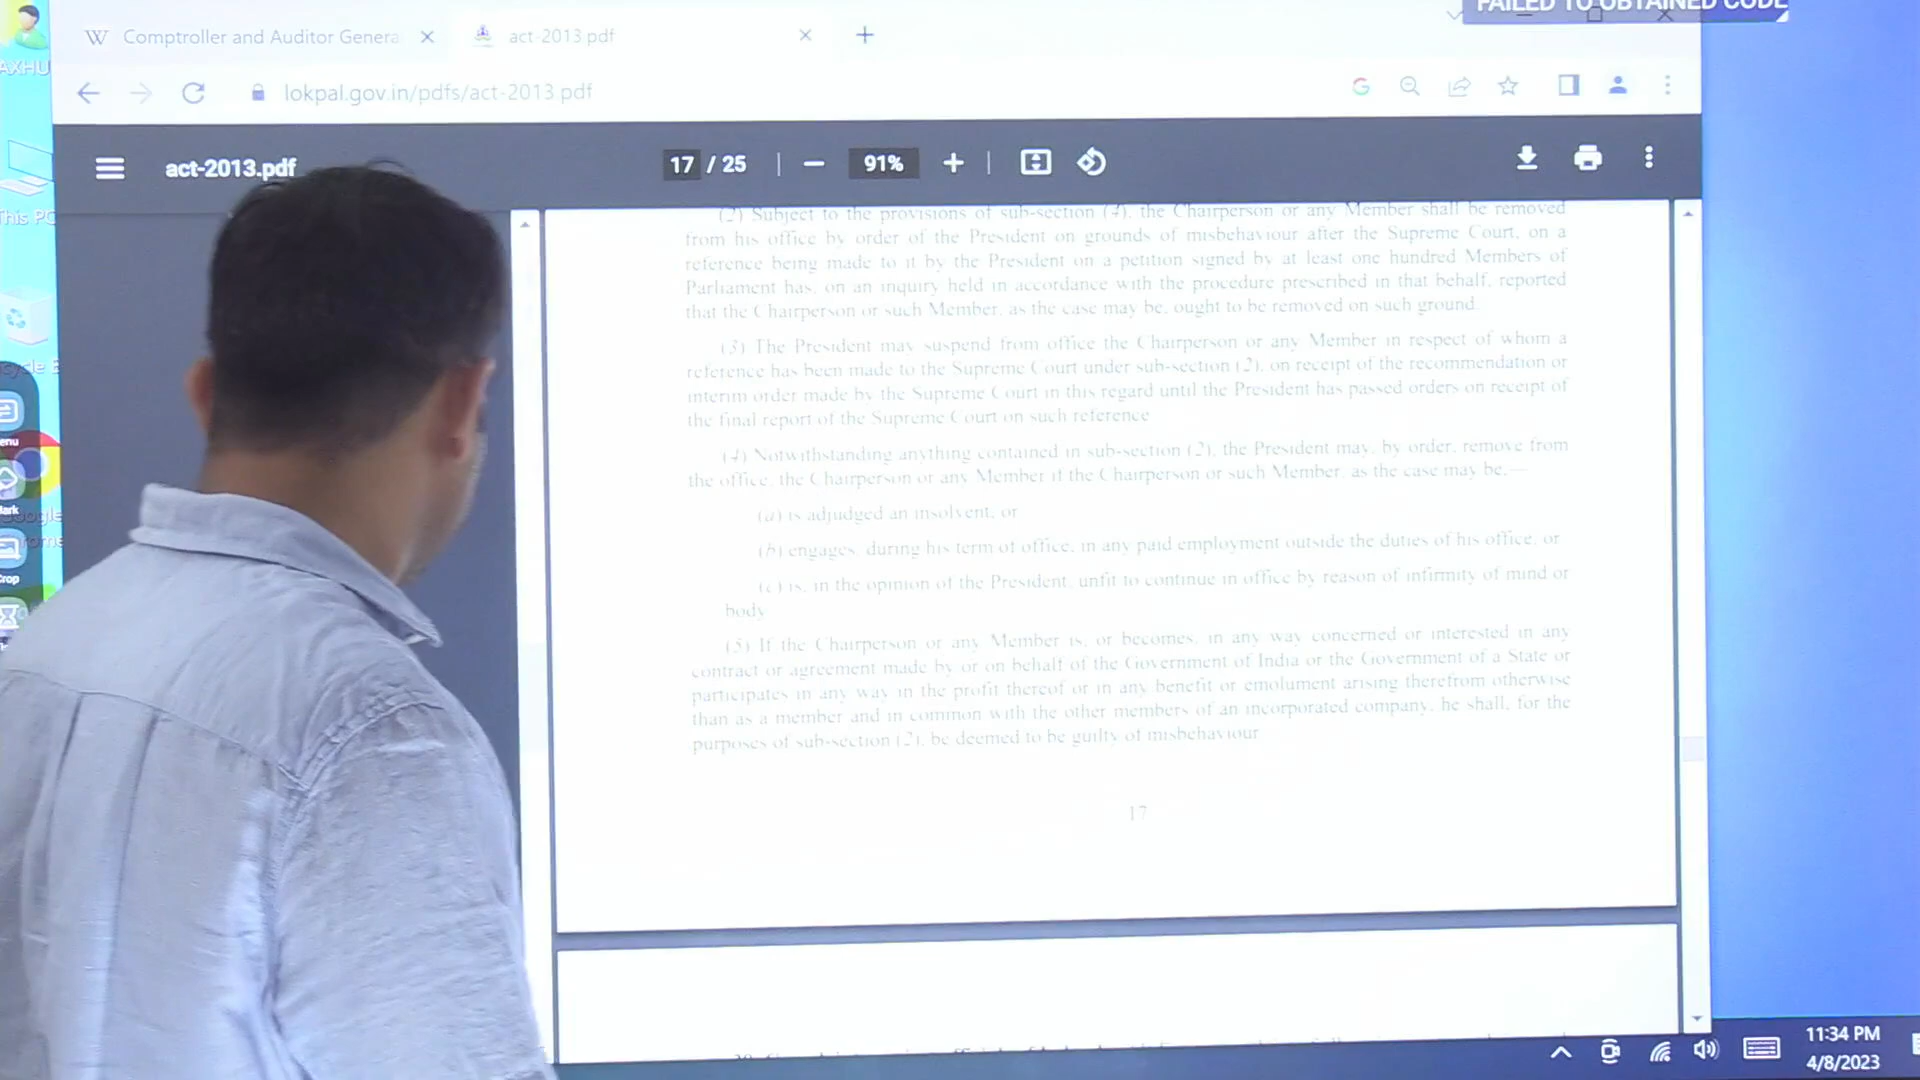 FAILED TO OBTAINED CODE
Comptroller and Auditor Genera
act-2013.pdf
lokpal.gov.in/pdfs/act-2013.pdf
act-2013.pdf
17 / 25
91%
(2) Subject to the provisions of sub-section (4), the Chairperson or any Member shall be removed
from his office by order of the President on grounds of misbehaviour after the Supreme Court, on a
reference being made to it by the President on a petition signed by at least one hundred Members of
Parliament has, on an inquiry held in accordance with the procedure prescribed in that behalf, reported
that the Chairperson or such Member, as the case may be, ought to be removed on such ground.
(3) The President may suspend from office the Chairperson or any Member in respect of whom a
reference has been made to the Supreme Court under sub-section (2), on receipt of the recommendation or
interim order made by the Supreme Court in this regard until the President has passed orders on receipt of
the final report of the Supreme Court on such reference
(4) Notwithstanding anything contained in sub-section (2), the President may, by order, remove from
the office, the Chairperson or any Member if the Chairperson or such Member, as the case may be,—
(a) is adjudged an insolvent, or
(b) engages, during his term of office, in any paid employment outside the duties of his office, or
(c) is, in the opinion of the President, unfit to continue in office by reason of infirmity of mind or
body
(5) If the Chairperson or any Member is, or becomes, in any way concerned or interested in any
contract or agreement made by or on behalf of the Government of India or the Government of a State or
participates in any way in the profit thereof or in any benefit or emolument arising therefrom otherwise
than as a member and in common with the other members of an incorporated company, he shall, for the
purposes of sub-section (2), be deemed to be guilty of misbehaviour
17
AXHU
This PC
cycle B
enu
ark
oogle
rome
rop
11:34 PM
4/8/2023